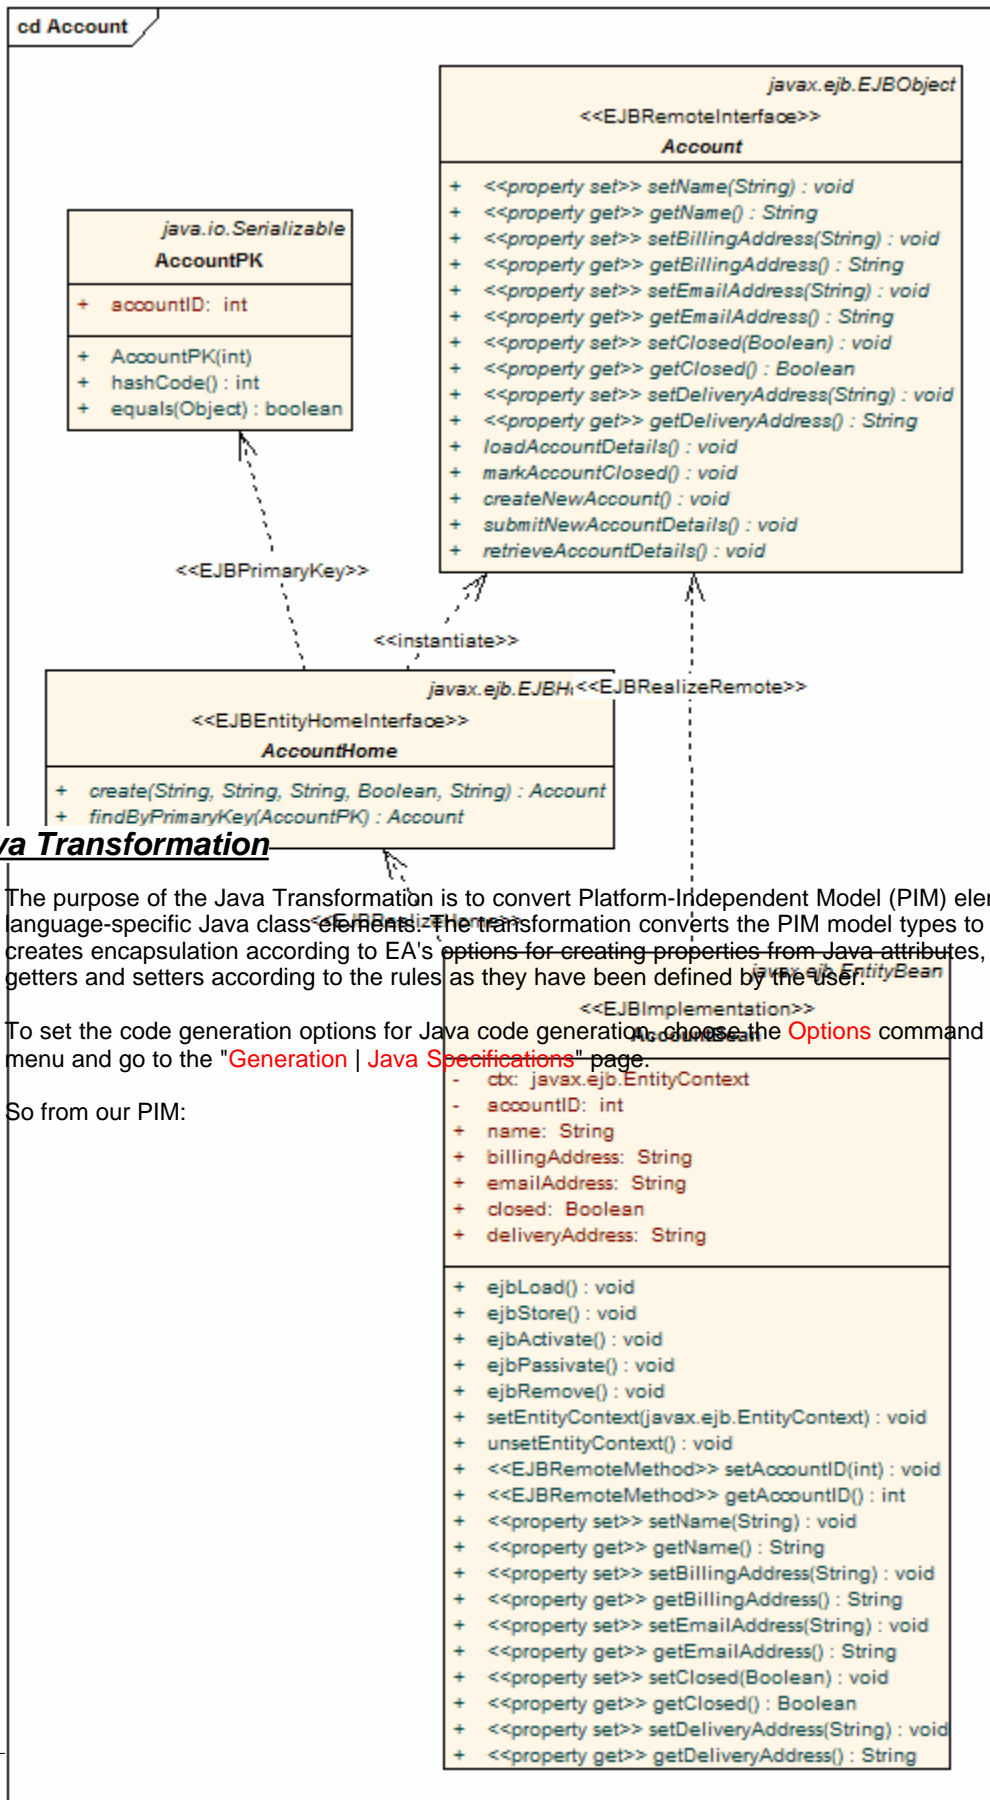 cd Account
javax.ejb.EJBObject
<<EJBRemoteInterface>>
Account
+ <<property set>> setName(String) : void
+ <<property get>> getName() : String
+ <<property set>> setBillingAddress(String) : void
+ <<property get>> getBillingAddress() : String
+ <<property set>> setEmailAddress(String) : void
+ <<property get>> getEmailAddress() : String
+ <<property set>> setClosed(Boolean) : void
+ <<property get>> getClosed() : Boolean
+ <<property set>> setDeliveryAddress(String) : void
+ <<property get>> getDeliveryAddress() : String
+ loadAccountDetails() : void
+ markAccountClosed() : void
+ createNewAccount() : void
+ submitNewAccountDetails() : void
+ retrieveAccountDetails() : void
java.io.Serializable
AccountPK
+ accountID: int
+ AccountPK(int)
+ hashCode() : int
+ equals(Object) : boolean
<<EJBPrimaryKey>>
<<instantiate>>
<<EJBRealizeRemote>>
javax.ejb.EJBH
<<EJBEntityHomeInterface>>
AccountHome
+ create(String, String, String, Boolean, String) : Account
+ findByPrimaryKey(AccountPK) : Account
va Transformation
The purpose of the Java Transformation is to convert Platform-Independent Model (PIM) eler
language-specific Java class elements. The transformation converts the PIM model types to
<<EJBRealizeHome>>
creates encapsulation according to EA's options for creating properties from Java attributes,
getters and setters according to the rules as they have been defined by the user.
To set the code generation options for Java code generation, choose the Options command
menu and go to the "Generation | Java Specifications" page.
So from our PIM:
javax.ejb.EntityBean
<<EJBImplementation>>
AccountBean
- ctx: javax.ejb.EntityContext
- accountID: int
+ name: String
+ billingAddress: String
+ emailAddress: String
+ closed: Boolean
+ deliveryAddress: String
+ ejbLoad() : void
+ ejbStore() : void
+ ejbActivate() : void
+ ejbPassivate() : void
+ ejbRemove() : void
+ setEntityContext(javax.ejb.EntityContext) : void
+ unsetEntityContext() : void
+ <<EJBRemoteMethod>> setAccountID(int) : void
+ <<EJBRemoteMethod>> getAccountID() : int
+ <<property set>> setName(String) : void
+ <<property get>> getName() : String
+ <<property set>> setBillingAddress(String) : void
+ <<property get>> getBillingAddress() : String
+ <<property set>> setEmailAddress(String) : void
+ <<property get>> getEmailAddress() : String
+ <<property set>> setClosed(Boolean) : void
+ <<property get>> getClosed() : Boolean
+ <<property set>> setDeliveryAddress(String) : void
+ <<property get>> getDeliveryAddress() : String